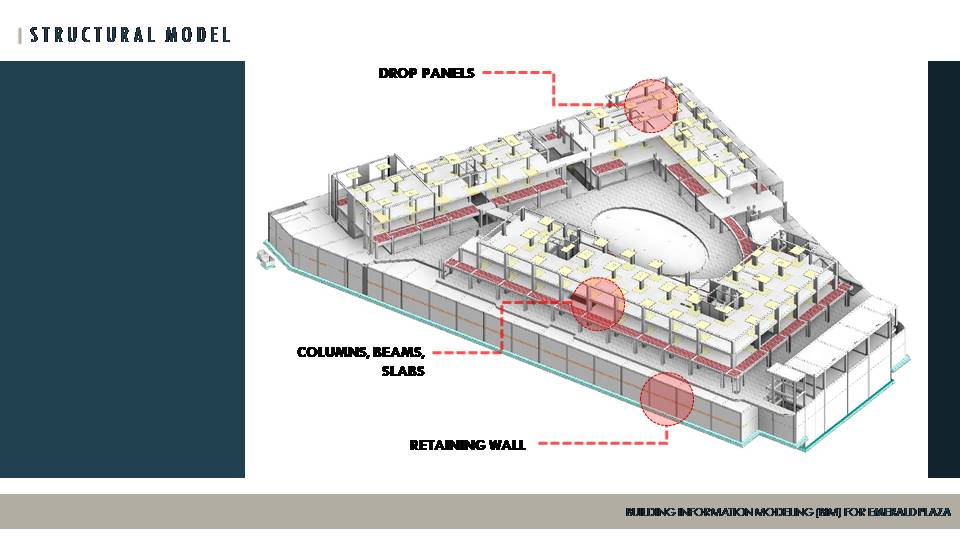 STRUCTURAL MODEL
DROP PANELS
COLUMNS, BEAMS,
SLABS
RETAINING WALL
BUILDING INFORMATION MODELING (BIM) FOR EMERALD PLAZA